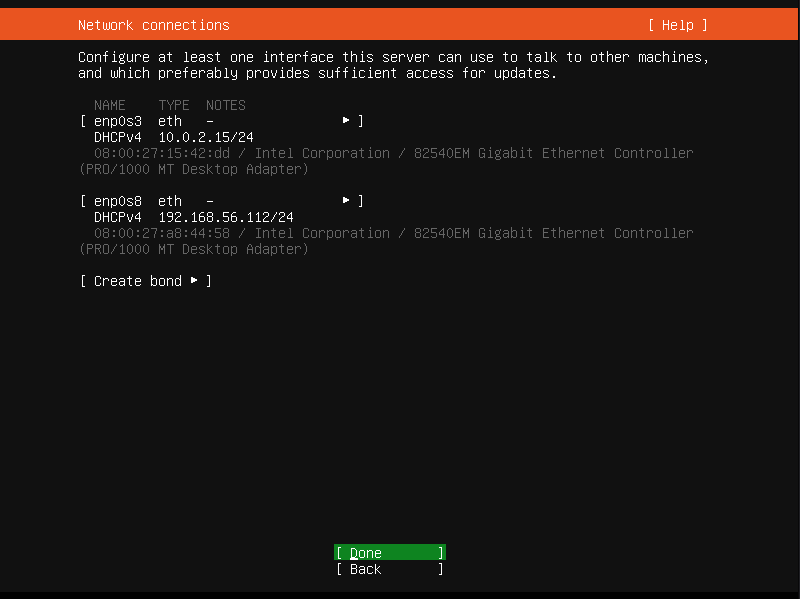 Network connections [ Help ]
Configure at least one interface this server can use to talk to other machines,
and which preferably provides sufficient access for updates.
NAME TYPE NOTES
[ enp0s3 eth - ▸ ]
DHCPv4 10.0.2.15/24
08:00:27:15:42:dd / Intel Corporation / 82540EM Gigabit Ethernet Controller
(PRO/1000 MT Desktop Adapter)
[ enp0s8 eth - ▸ ]
DHCPv4 192.168.56.112/24
08:00:27:a8:44:58 / Intel Corporation / 82540EM Gigabit Ethernet Controller
(PRO/1000 MT Desktop Adapter)
[ Create bond ▸ ]
[ Done ]
[ Back ]